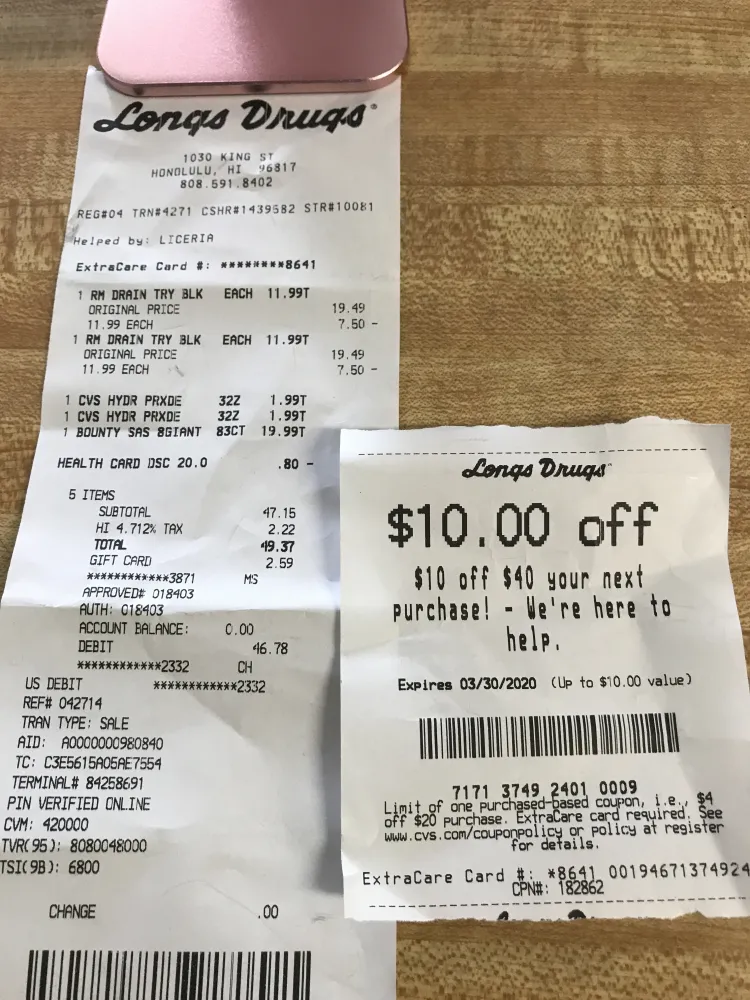 Longs Drugs
1030 KING ST
HONOLULU, HI 96817
808.591.8402
REG#04 TRN#4271 CSHR#1439582 STR#10081
Helped by: LICERIA
ExtraCare Card #: ********8641
1 RM DRAIN TRY BLK EACH 11.99T
ORIGINAL PRICE 19.49
11.99 EACH 7.50 -
1 RM DRAIN TRY BLK EACH 11.99T
ORIGINAL PRICE 19.49
11.99 EACH 7.50 -
1 CVS HYDR PRXDE 32Z 1.99T
1 CVS HYDR PRXDE 32Z 1.99T
1 BOUNTY SAS 8GIANT 83CT 19.99T
HEALTH CARD DSC 20.0 .80 -
5 ITEMS
SUBTOTAL 47.15
HI 4.712% TAX 2.22
TOTAL 49.37
GIFT CARD 2.59
************3871 MS
APPROVED# 018403
AUTH: 018403
ACCOUNT BALANCE: 0.00
DEBIT 46.78
************2332 CH
US DEBIT ************2332
REF# 042714
TRAN TYPE: SALE
AID: A0000000980840
TC: C3E5615A05AE7554
TERMINAL# 84258691
PIN VERIFIED ONLINE
CVM: 420000
TVR(95): 8080048000
TSI(9B): 6800
CHANGE .00
Longs Drugs
$10.00 off
$10 off $40 your next
purchase! - We're here to
help.
Expires 03/30/2020 (Up to $10.00 value)
7171 3749 2401 0009
Limit of one purchased-based coupon, i.e., $4
off $20 purchase. ExtraCare card required. See
www.cvs.com/couponpolicy or policy at register
for details.
ExtraCare Card #: *8641 00194671374924
CPN#: 182862